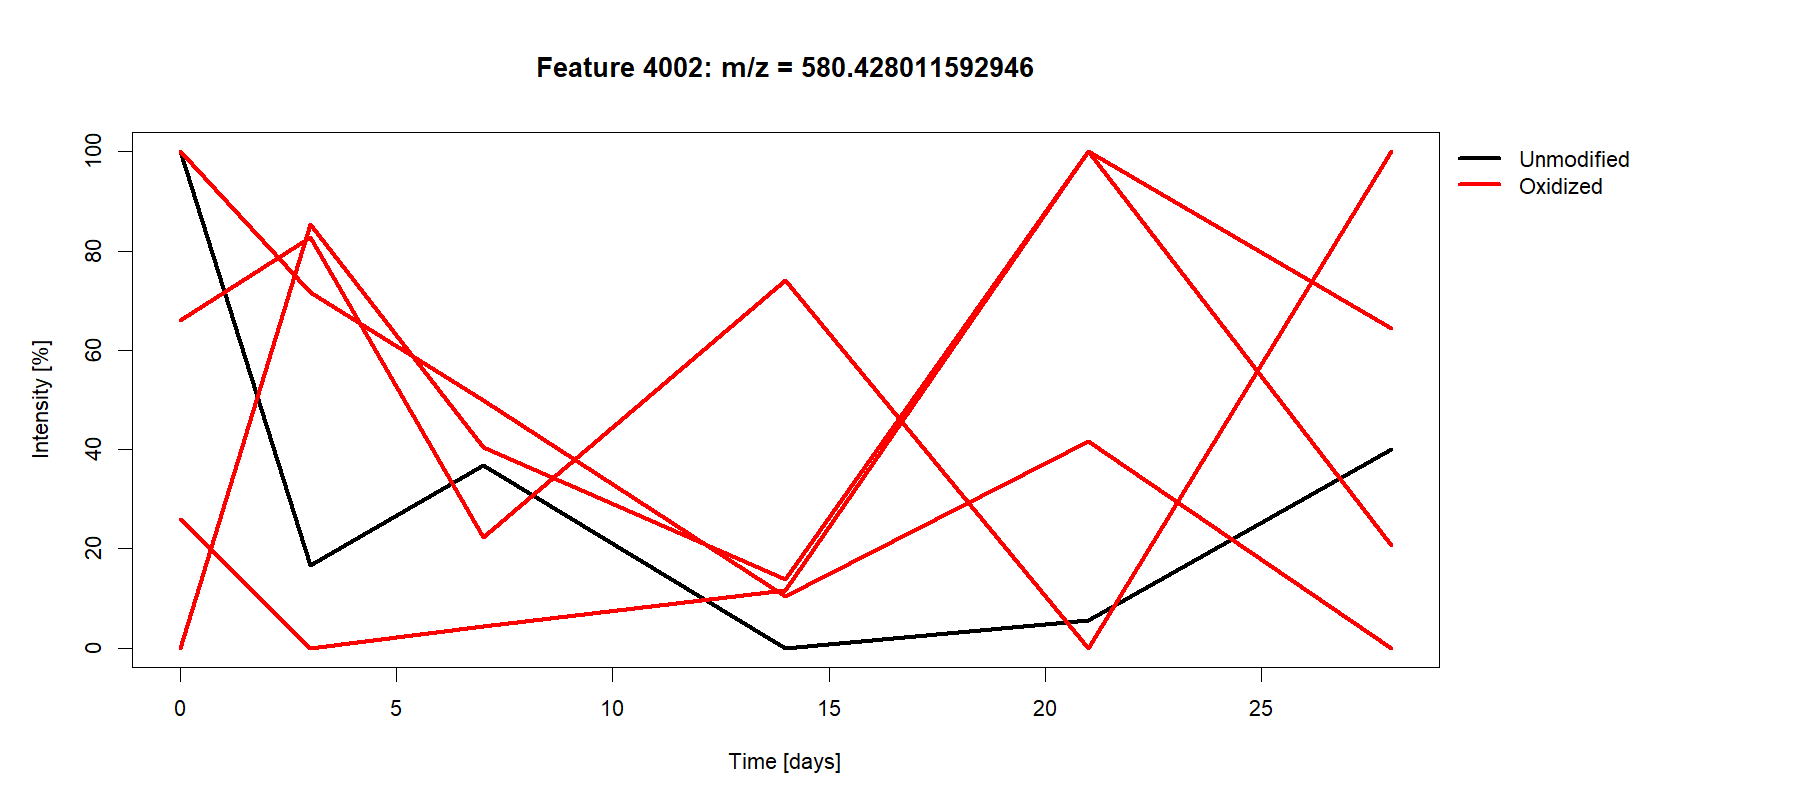 Feature 4002: m/z = 580.428011592946
Unmodified
Oxidized
Intensity [%]
100
80
60
40
20
0
0 5 10 15 20 25
Time [days]